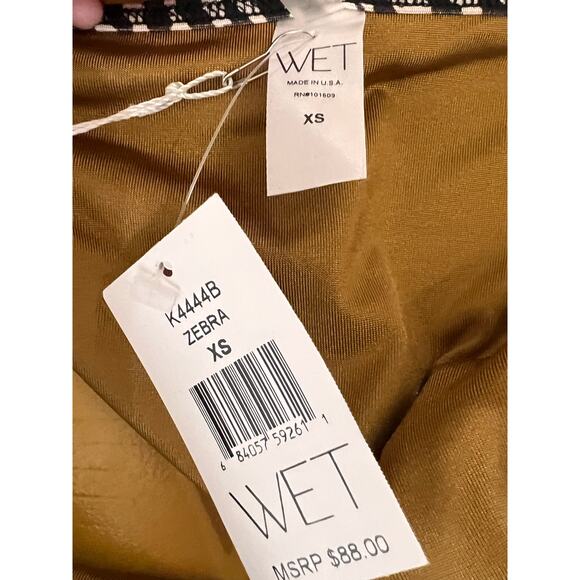 WET
MADE IN U.S.A.
RN#101609
XS
K4444B
ZEBRA
XS
6 84057 59261 1
WET
MSRP $88.00